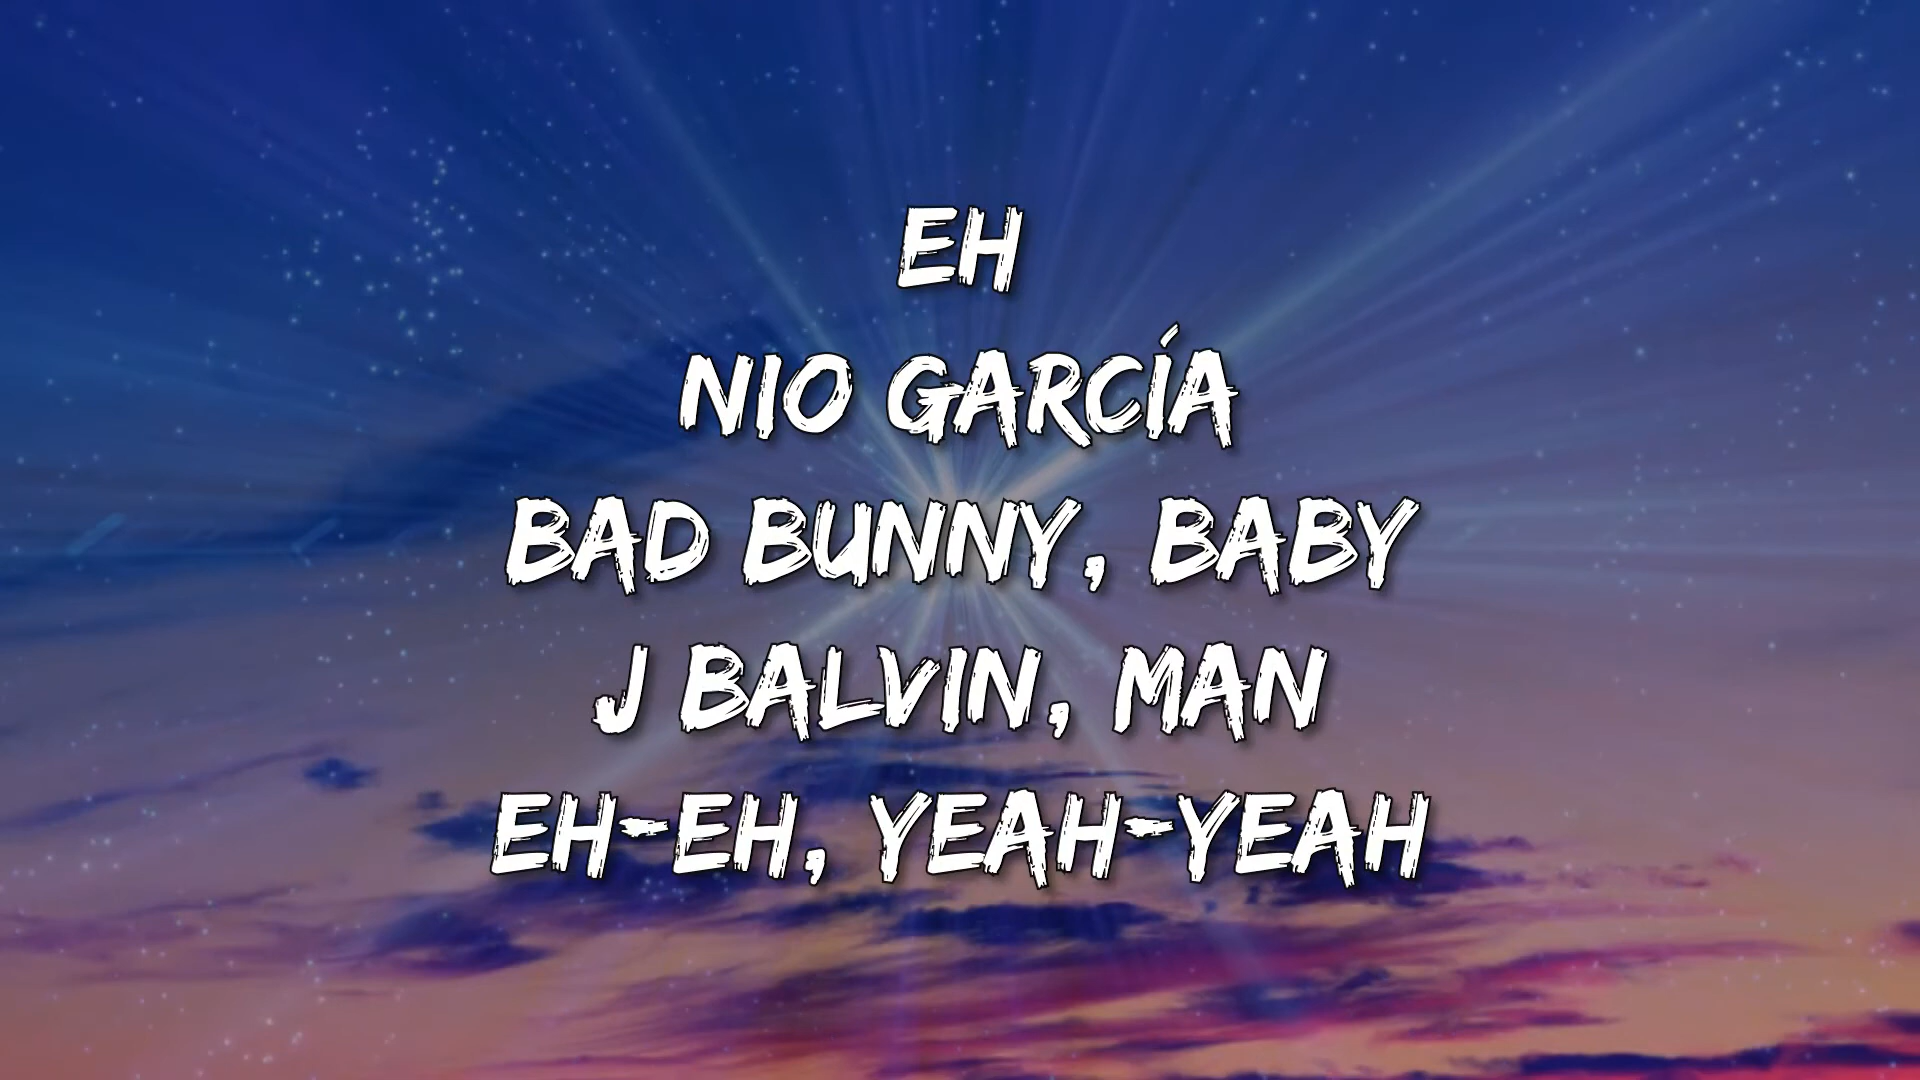 EH
NIO GARCÍA
BAD BUNNY, BABY
J BALVIN, MAN
EH-EH, YEAH-YEAH